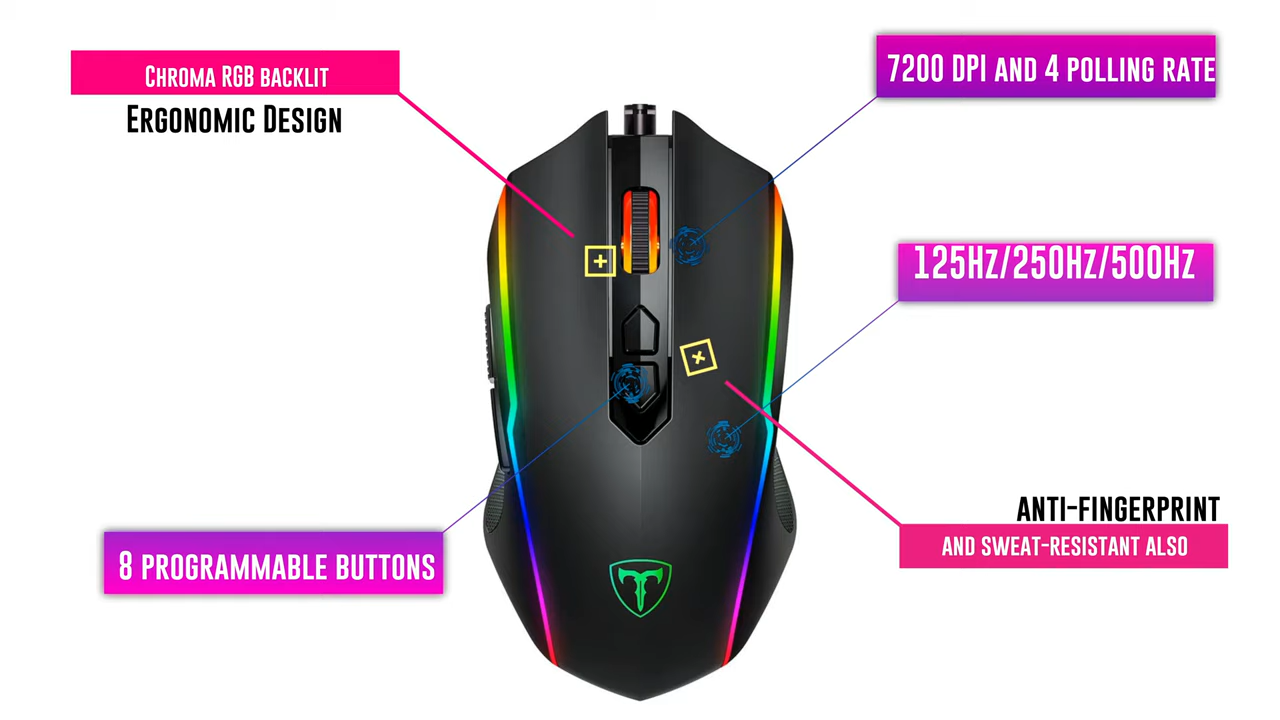 Chroma RGB backlit
Ergonomic Design
7200 DPI and 4 polling rate
125Hz/250Hz/500Hz
anti-fingerprint
and sweat-resistant also
8 programmable buttons